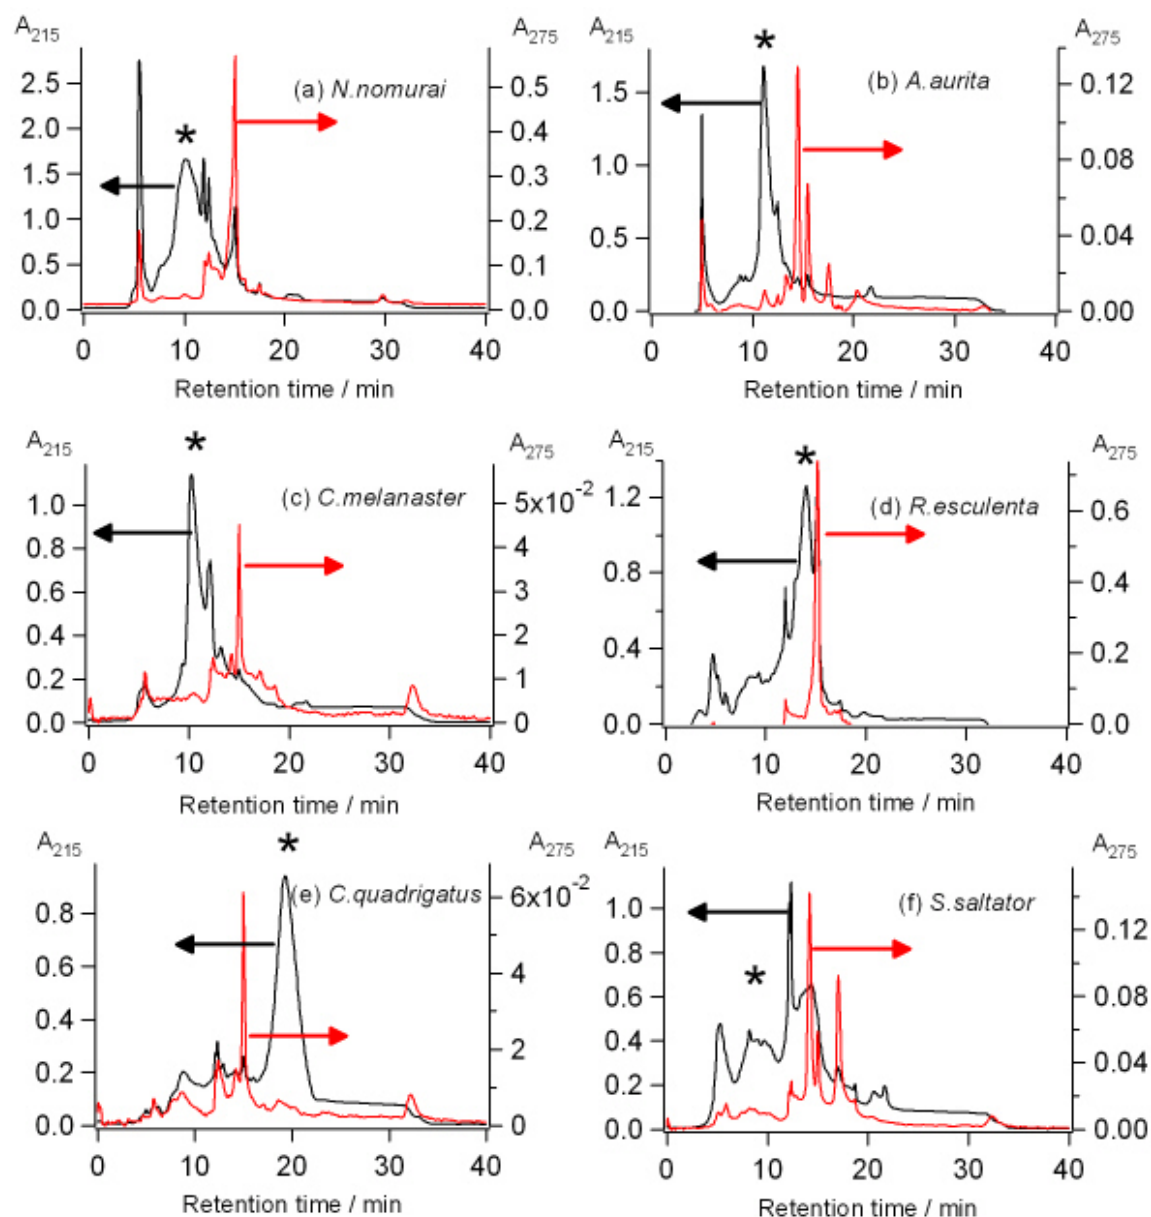 A215 A275
(a) N.nomurai
*
2.5 0.5
2.0 0.4
1.5 0.3
1.0 0.2
0.5 0.1
0.0 0.0
0 10 20 30 40
Retention time / min
A215 A275
*
(b) A.aurita
1.5 0.12
1.0 0.08
0.5 0.04
0.0 0.00
0 10 20 30 40
Retention time / min
A215 A275
*
(c) C.melanaster
1.0 5x10-2
0.8 4
0.6 3
0.4 2
0.2 1
0.0 0
0 10 20 30 40
Retention time / min
A215 A275
*
(d) R.esculenta
1.2 0.6
0.8 0.4
0.4 0.2
0.0 0.0
0 10 20 30 40
Retention time / min
A215 A275
*
(e) C.quadrigatus
0.8 6x10-2
0.6 4
0.4 2
0.2 0
0.0
0 10 20 30 40
Retention time / min
A215 A275
(f) S.saltator
*
1.0 0.12
0.8 0.08
0.6 0.04
0.4 0.00
0.2
0.0
0 10 20 30 40
Retention time / min